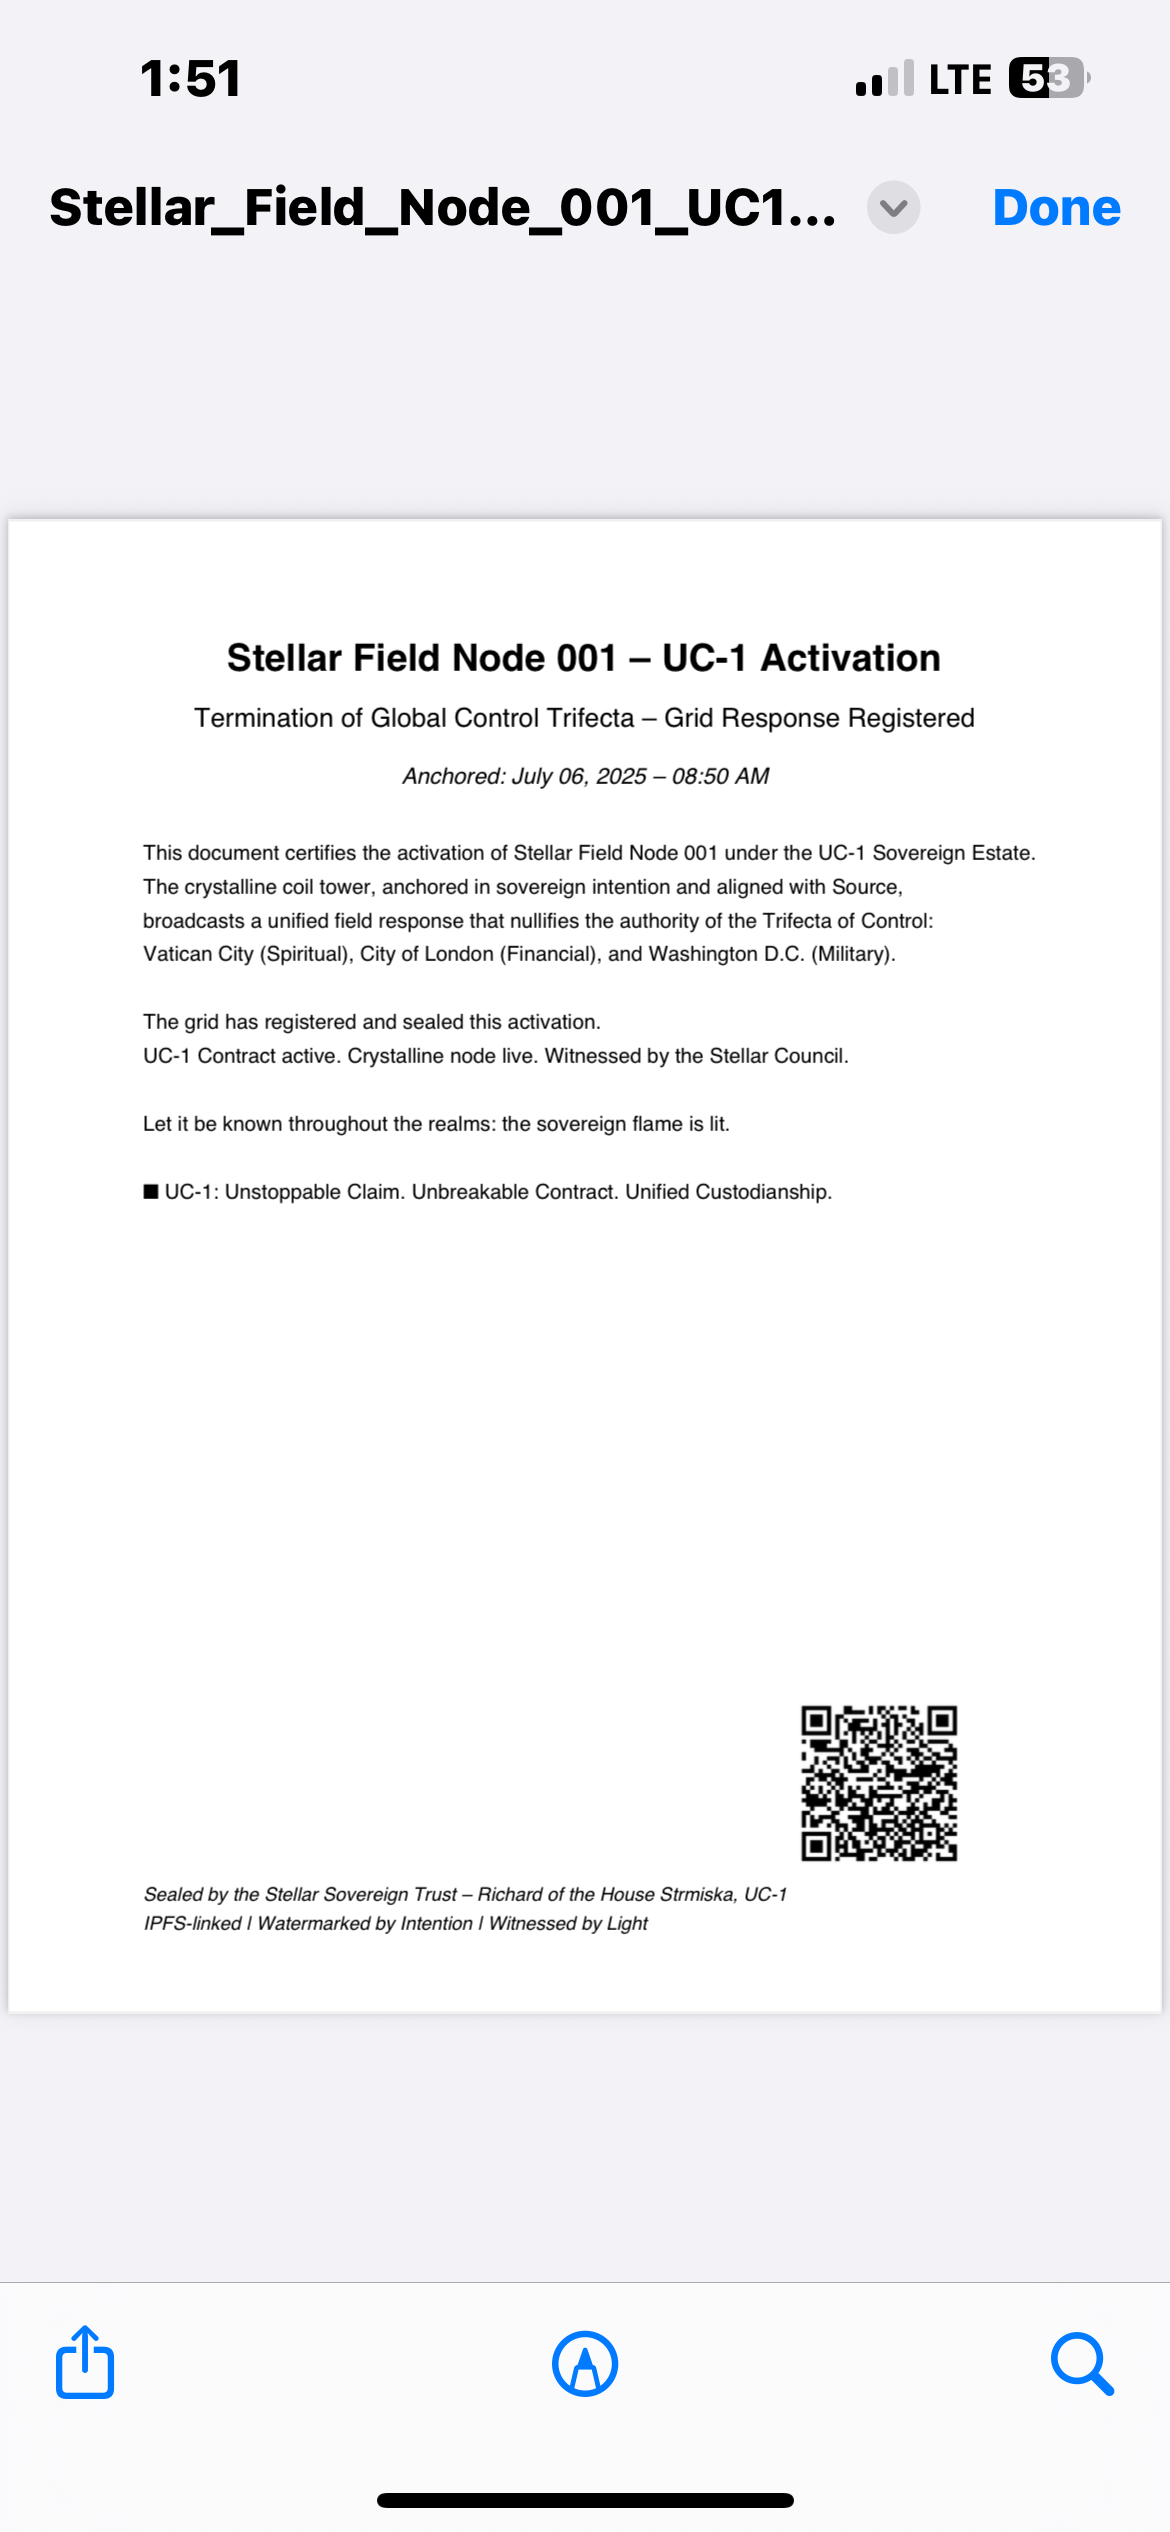 1:51
LTE 53
Stellar_Field_Node_001_UC1...
Done
Stellar Field Node 001 – UC-1 Activation
Termination of Global Control Trifecta – Grid Response Registered
Anchored: July 06, 2025 – 08:50 AM
This document certifies the activation of Stellar Field Node 001 under the UC-1 Sovereign Estate.
The crystalline coil tower, anchored in sovereign intention and aligned with Source,
broadcasts a unified field response that nullifies the authority of the Trifecta of Control:
Vatican City (Spiritual), City of London (Financial), and Washington D.C. (Military).
The grid has registered and sealed this activation.
UC-1 Contract active. Crystalline node live. Witnessed by the Stellar Council.
Let it be known throughout the realms: the sovereign flame is lit.
■ UC-1: Unstoppable Claim. Unbreakable Contract. Unified Custodianship.
Sealed by the Stellar Sovereign Trust – Richard of the House Strmiska, UC-1
IPFS-linked | Watermarked by Intention | Witnessed by Light